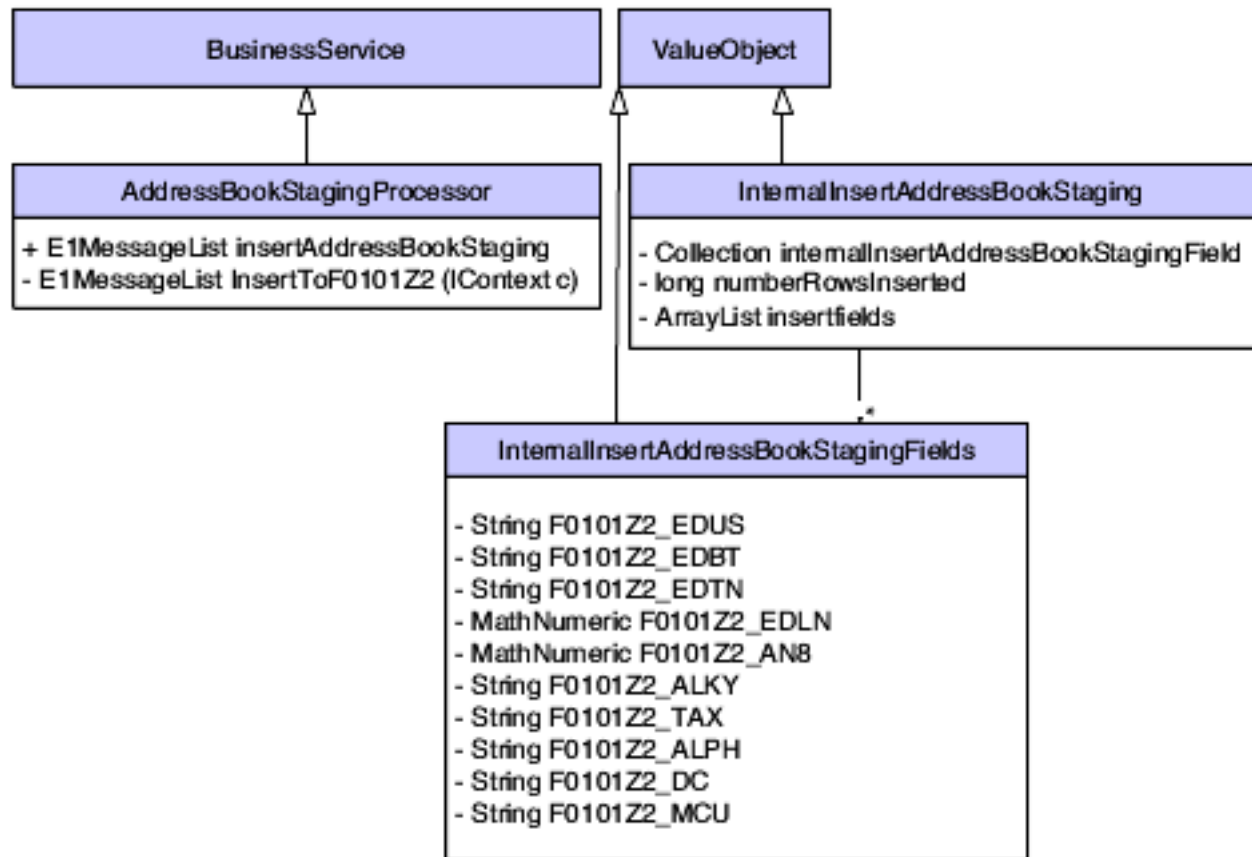 BusinessService
ValueObject
AddressBookStagingProcessor
+ E1MessageList insertAddressBookStaging
- E1MessageList InsertToF0101Z2 (IContext c)
InternalInsertAddressBookStaging
- Collection internalInsertAddressBookStagingField
- long numberRowsInserted
- ArrayList insertfields
.*
InternalInsertAddressBookStagingFields
- String F0101Z2_EDUS
- String F0101Z2_EDBT
- String F0101Z2_EDTN
- MathNumeric F0101Z2_EDLN
- MathNumeric F0101Z2_AN8
- String F0101Z2_ALKY
- String F0101Z2_TAX
- String F0101Z2_ALPH
- String F0101Z2_DC
- String F0101Z2_MCU